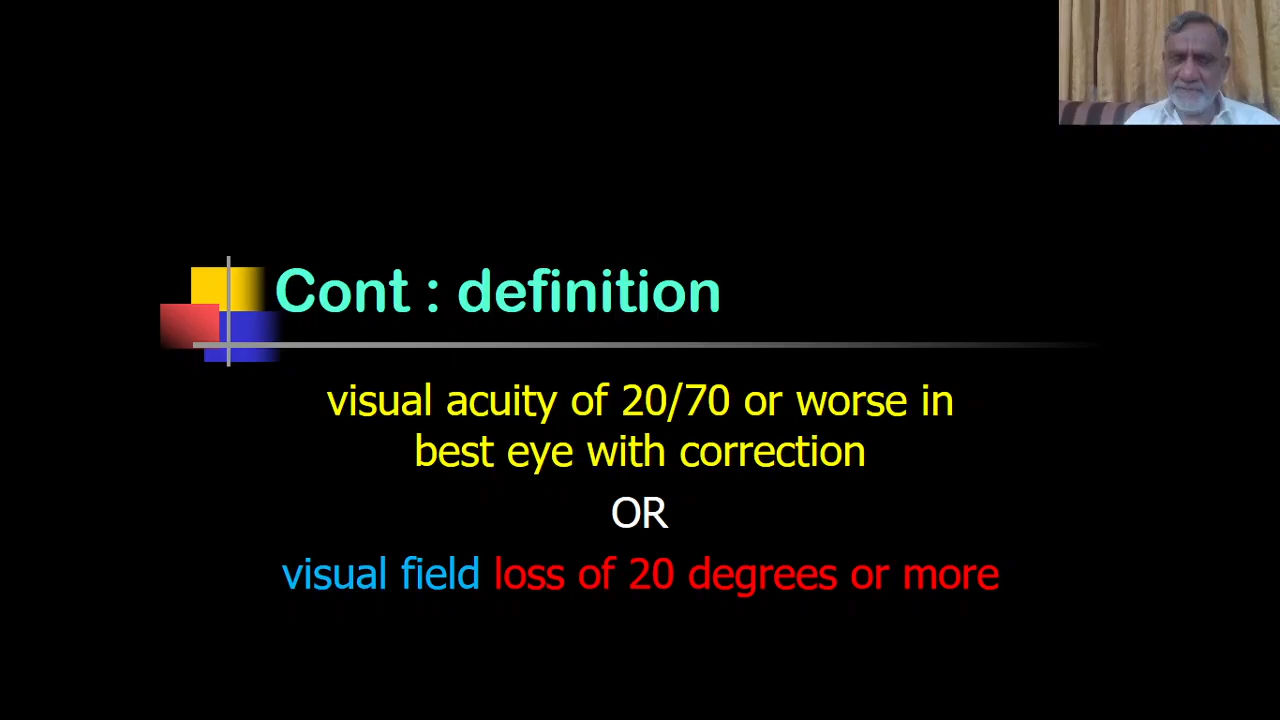 Cont : definition
visual acuity of 20/70 or worse in
best eye with correction
OR
visual field loss of 20 degrees or more